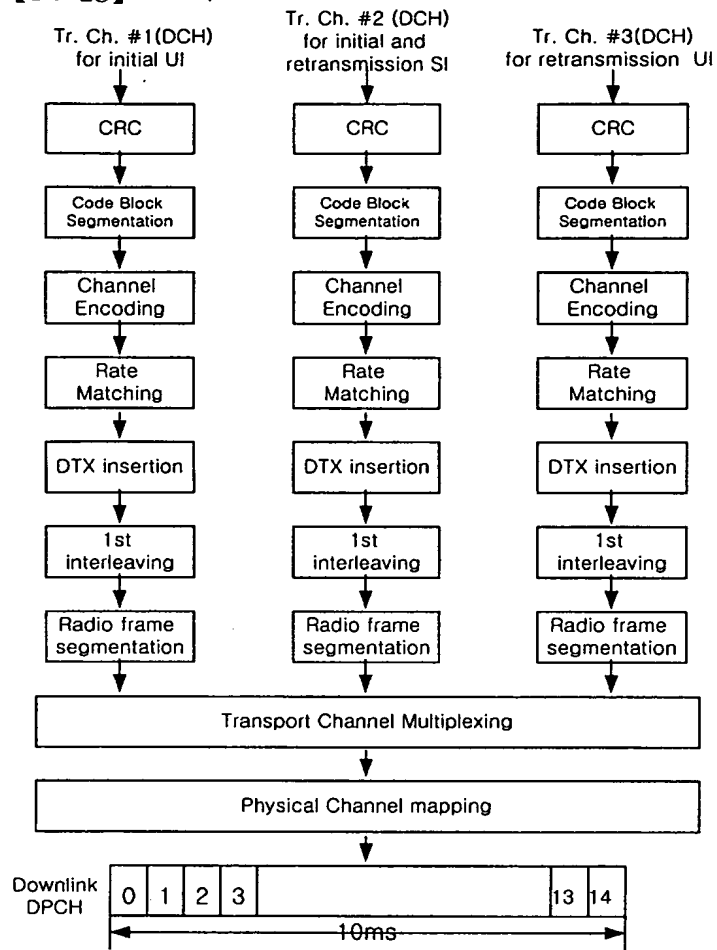 Tr. Ch. #1(DCH)
for initial UI
Tr. Ch. #2 (DCH)
for initial and
retransmission SI
Tr. Ch. #3(DCH)
for retransmission UI
CRC
CRC
CRC
Code Block
Segmentation
Code Block
Segmentation
Code Block
Segmentation
Channel
Encoding
Channel
Encoding
Channel
Encoding
Rate
Matching
Rate
Matching
Rate
Matching
DTX insertion
DTX insertion
DTX insertion
1st
interleaving
1st
interleaving
1st
interleaving
Radio frame
segmentation
Radio frame
segmentation
Radio frame
segmentation
Transport Channel Multiplexing
Physical Channel mapping
Downlink
DPCH
0 1 2 3 13 14
10ms